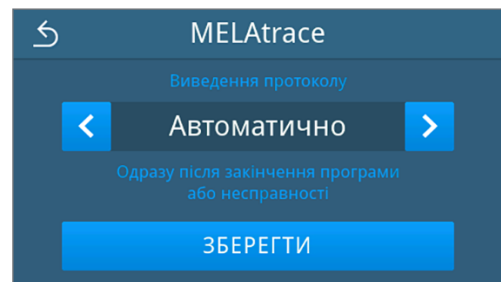 MELAtrace
Виведення протоколу
Автоматично
Одразу після закінчення програми
або несправності
ЗБЕРЕГТИ